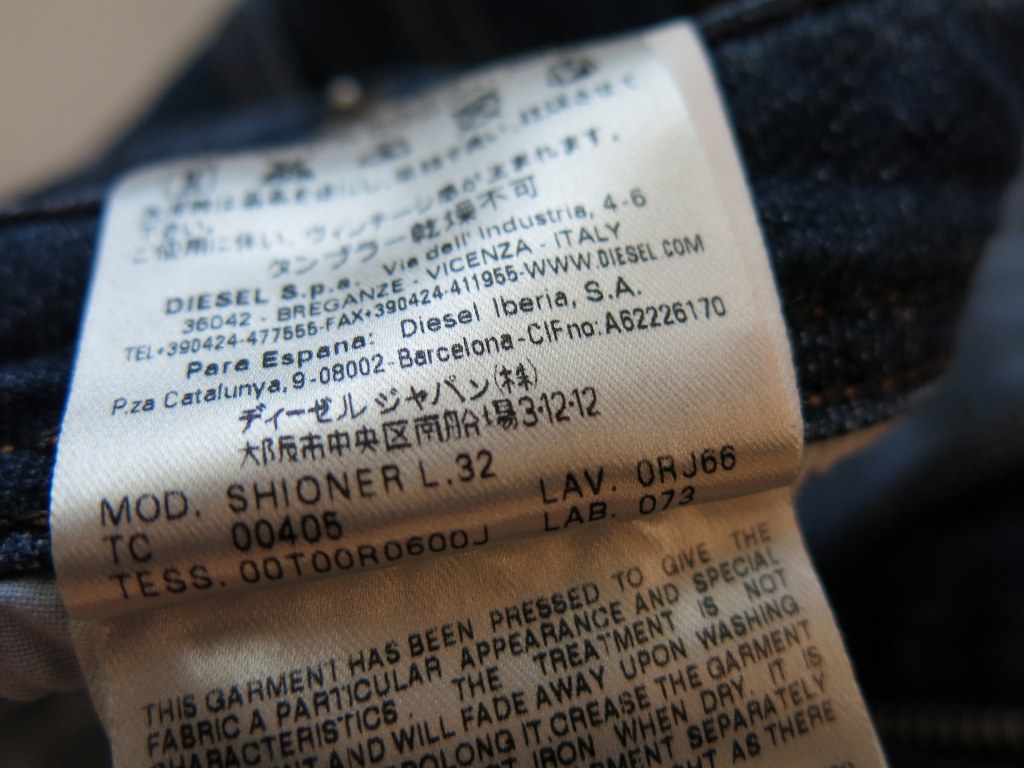 ご使用に伴い、ヴィンテージ感が生まれます。
タンブラー乾燥不可
DIESEL S.p.a. via dell'Industria, 4-6
36042 - BREGANZE - VICENZA - ITALY
TEL+390424-477555-FAX+390424-411955-WWW.DIESEL.COM
Para Espana: Diesel Iberia, S.A.
P.za Catalunya, 9-08002-Barcelona-CIFno:A62226170
ディーゼルジャパン(株)
大阪市中央区南船場3-12-12
MOD. SHIONER L.32
TC 00405 LAV. 0RJ66
TESS. 00T00R0600J LAB. 073
THIS GARMENT HAS BEEN PRESSED TO GIVE THE
FABRIC A PARTICULAR APPEARANCE AND SPECIAL
CHARACTERISTICS. THE TREATMENT IS NOT
AND WILL FADE AWAY UPON WASHING.
IT CREASE THE GARMENT
IRON WHEN DRY. IT IS
SEPARATELY
AS THERE